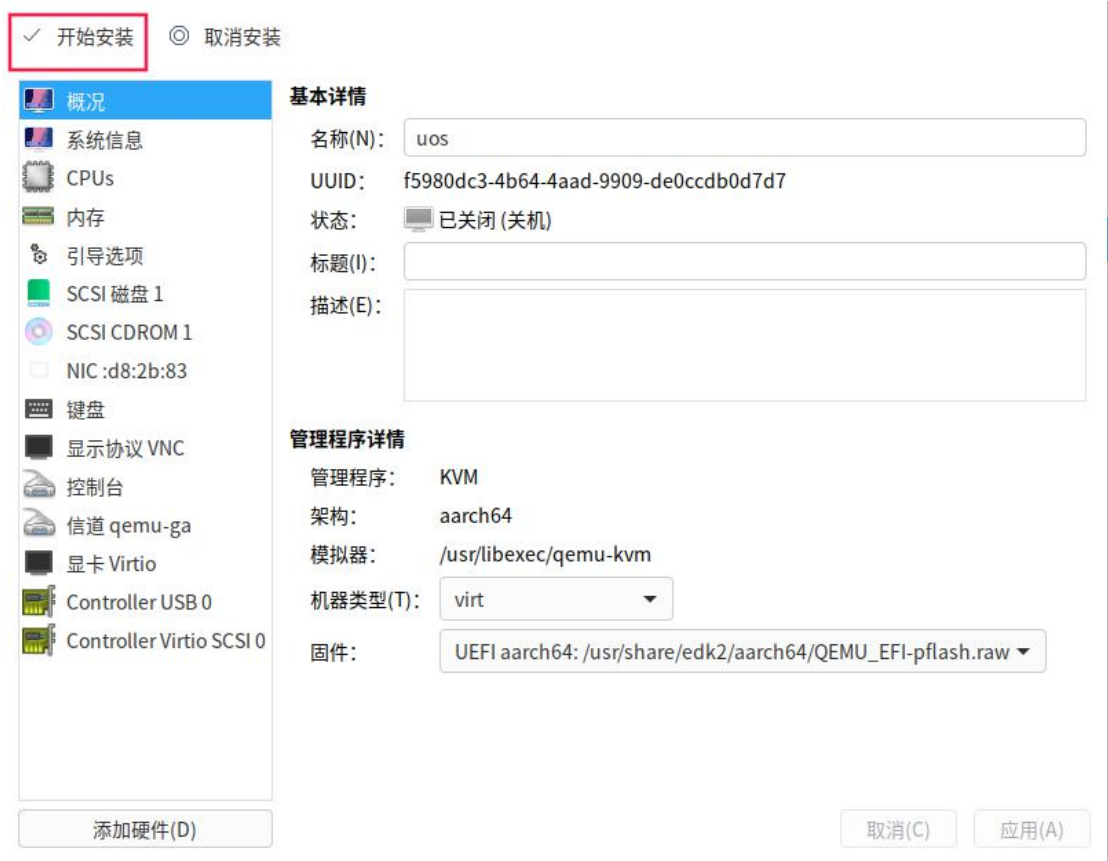 开始安装 取消安装
概况
系统信息
CPUs
内存
引导选项
SCSI 磁盘 1
SCSI CDROM 1
NIC :d8:2b:83
键盘
显示协议 VNC
控制台
信道 qemu-ga
显卡 Virtio
Controller USB 0
Controller Virtio SCSI 0
添加硬件(D)
基本详情
名称(N): uos
UUID: f5980dc3-4b64-4aad-9909-de0ccdb0d7d7
状态: 已关闭 (关机)
标题(I):
描述(E):
管理程序详情
管理程序: KVM
架构: aarch64
模拟器: /usr/libexec/qemu-kvm
机器类型(T): virt
固件: UEFI aarch64: /usr/share/edk2/aarch64/QEMU_EFI-pflash.raw
取消(C) 应用(A)